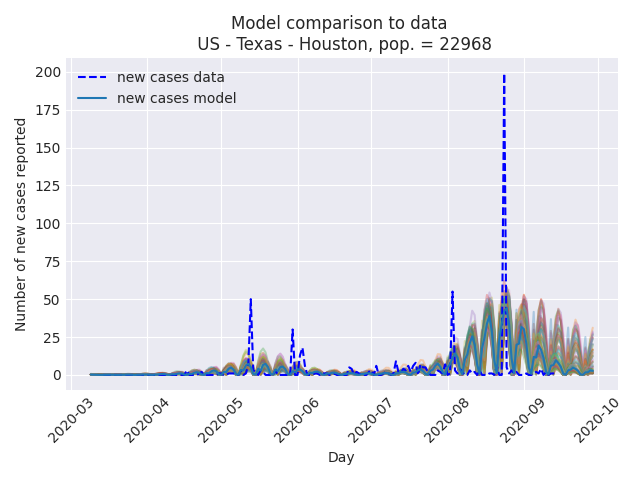 Model comparison to data
US - Texas - Houston, pop. = 22968
new cases data
new cases model
200
175
150
125
100
75
50
25
0
Number of new cases reported
2020-03
2020-04
2020-05
2020-06
2020-07
2020-08
2020-09
2020-10
Day